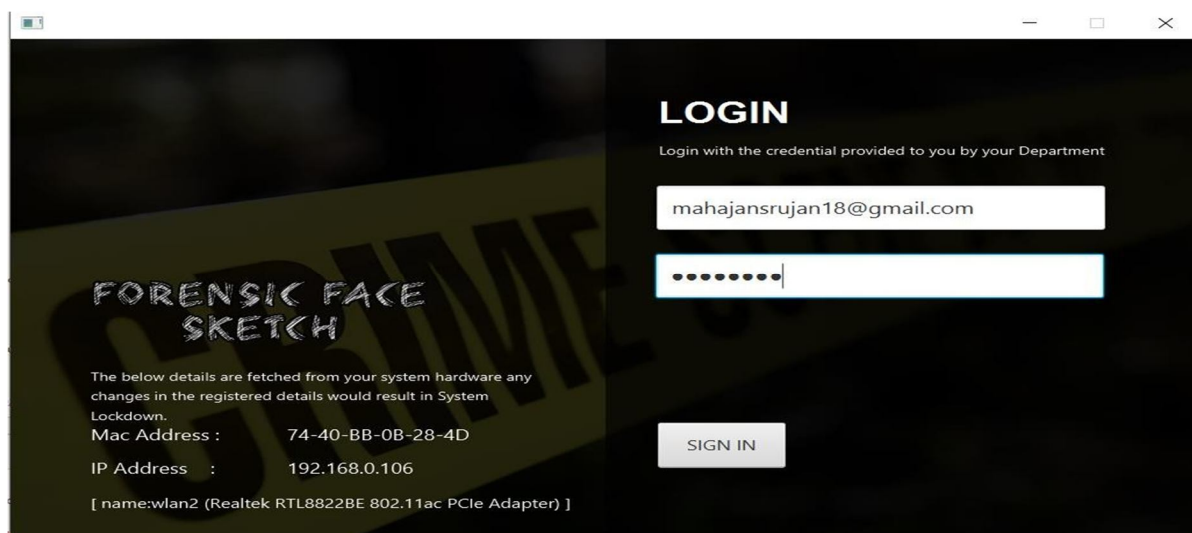 FORENSIC FACE
SKETCH
The below details are fetched from your system hardware any
changes in the registered details would result in System
Lockdown.
Mac Address : 74-40-BB-0B-28-4D
IP Address : 192.168.0.106
[ name:wlan2 (Realtek RTL8822BE 802.11ac PCIe Adapter) ]
CRIME SCENE
LOGIN
Login with the credential provided to you by your Department
mahajansrujan18@gmail.com
••••••••
SIGN IN